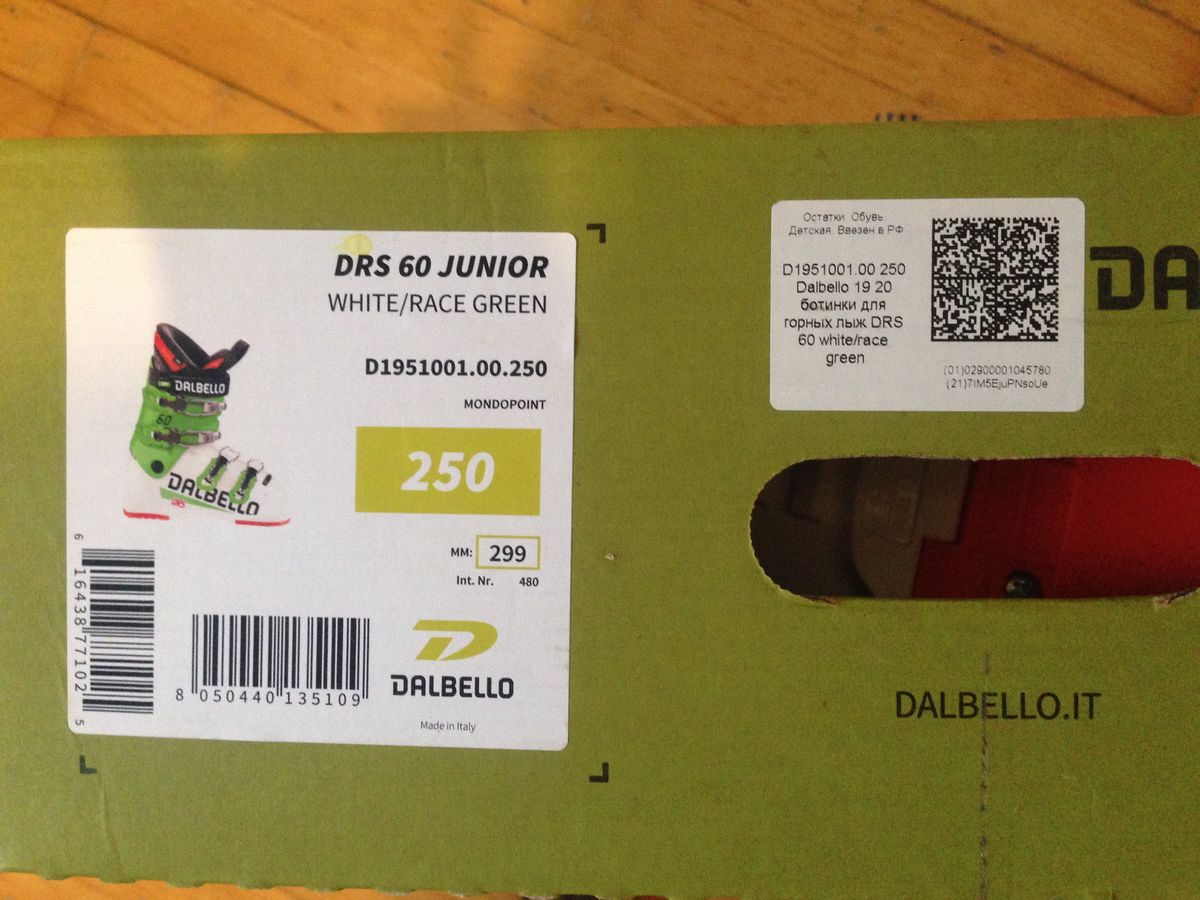 DRS 60 JUNIOR
WHITE/RACE GREEN
D1951001.00.250
MONDOPOINT
250
MM: 299
Int. Nr. 480
DALBELLO
60
DALBELLO
DRS
6 16438 77102 5
8 050440 135109
DALBELLO
Made in Italy
Остатки Обувь
Детская Ввезен в РФ
D1951001.00 250
Dalbello 19 20
ботинки для
горных лыж DRS
60 white/race
green
(01)02900001045780
(21)7IM5EjuPNsoUe
DA
DALBELLO.IT